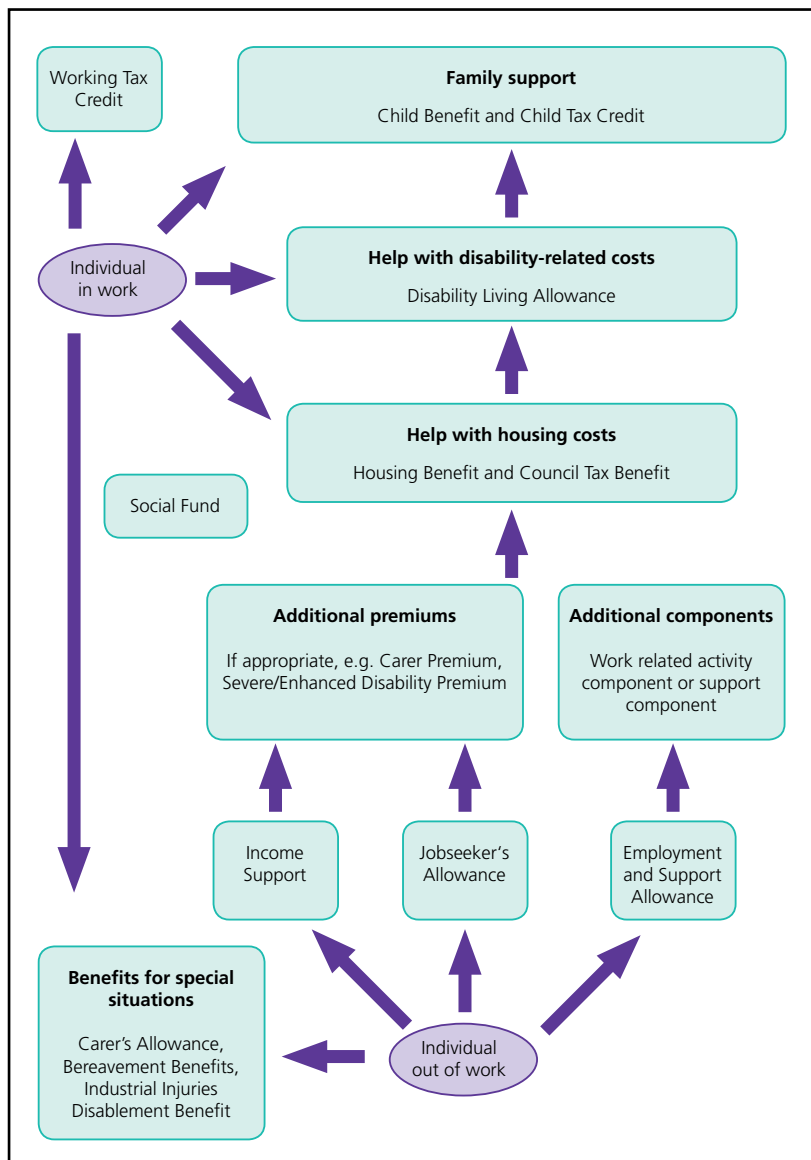 Working Tax
Credit
Family support
Child Benefit and Child Tax Credit
Individual
in work
Help with disability-related costs
Disability Living Allowance
Help with housing costs
Housing Benefit and Council Tax Benefit
Social Fund
Additional premiums
If appropriate, e.g. Carer Premium,
Severe/Enhanced Disability Premium
Additional components
Work related activity
component or support
component
Income
Support
Jobseeker's
Allowance
Employment
and Support
Allowance
Benefits for special
situations
Carer's Allowance,
Bereavement Benefits,
Industrial Injuries
Disablement Benefit
Individual
out of work